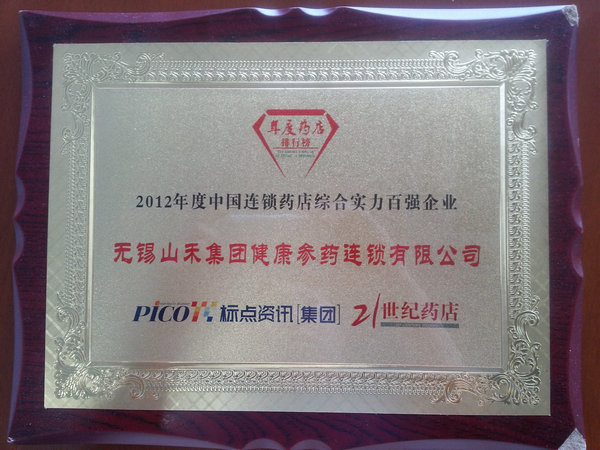 年度药店
排行榜
2012年度中国连锁药店综合实力百强企业
无锡山禾集团健康参药连锁有限公司
PICO 标点资讯[集团] 21世纪药店